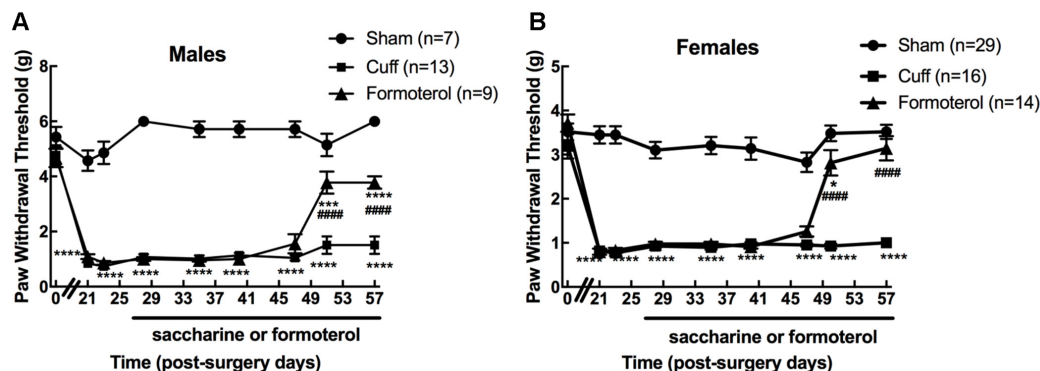 A
Males
Sham (n=7)
Cuff (n=13)
Formoterol (n=9)
Paw Withdrawal Threshold (g)
8
6
4
2
0
****
****
****
****
****
****
***
####
****
****
####
****
0 21 25 29 33 37 41 45 49 53 57
saccharine or formoterol
Time (post-surgery days)
B
Females
Sham (n=29)
Cuff (n=16)
Formoterol (n=14)
Paw Withdrawal Threshold (g)
5
4
3
2
1
0
****
****
****
****
****
****
*
####
****
####
****
0 21 25 29 33 37 41 45 49 53 57
saccharine or formoterol
Time (post-surgery days)